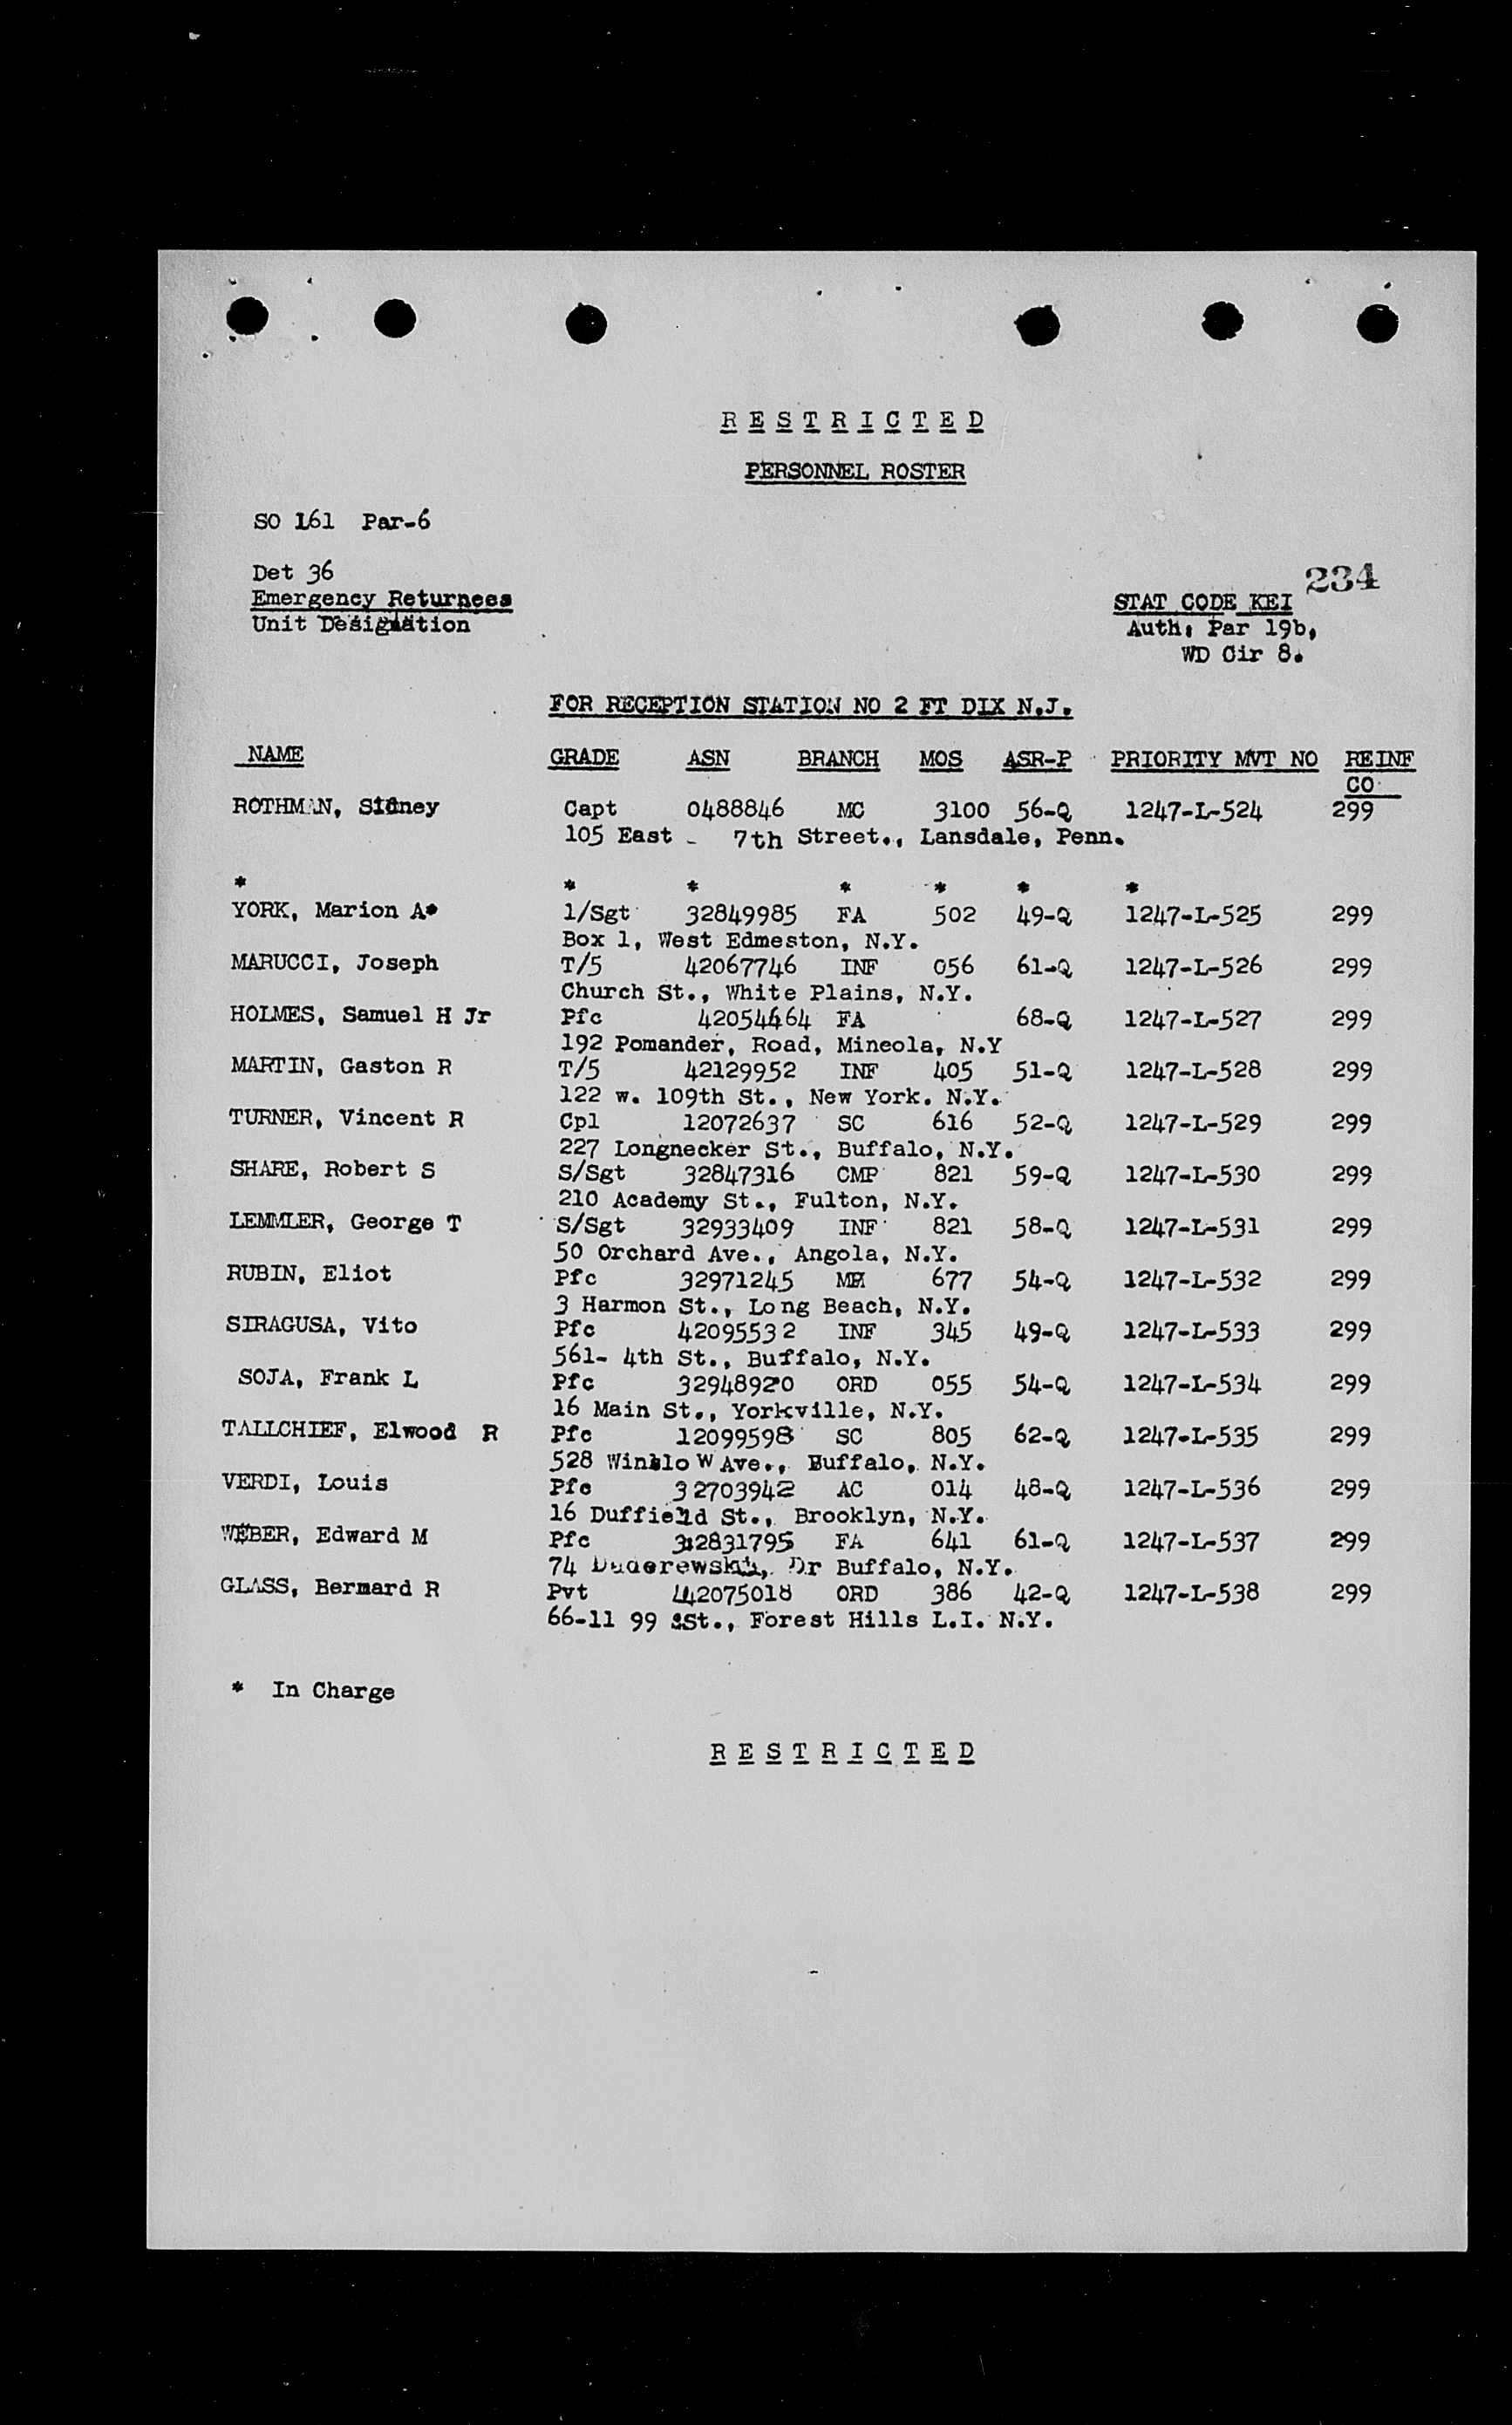 RESTRICTED
PERSONNEL ROSTER
SO 161 Par-6
Det 36
234
Emergency Returnees
STAT CODE KEI
Unit Designation
Auth: Par 19b,
WD Cir 8.
FOR RECEPTION STATION NO 2 FT DIX N.J.
NAME GRADE ASN BRANCH MOS ASR-P PRIORITY MVT NO REINF
CO
ROTHMAN, Sidney Capt 0488846 MC 3100 56-Q 1247-L-524 299
105 East - 7th Street., Lansdale, Penn.
* * * * * * *
YORK, Marion A* 1/Sgt 32849985 FA 502 49-Q 1247-L-525 299
Box 1, West Edmeston, N.Y.
MARUCCI, Joseph T/5 42067746 INF 056 61-Q 1247-L-526 299
Church St., White Plains, N.Y.
HOLMES, Samuel H Jr Pfc 42054464 FA 68-Q 1247-L-527 299
192 Pomander, Road, Mineola, N.Y
MARTIN, Gaston R T/5 42129952 INF 405 51-Q 1247-L-528 299
122 w. 109th St., New York. N.Y.
TURNER, Vincent R Cpl 12072637 SC 616 52-Q 1247-L-529 299
227 Longnecker St., Buffalo, N.Y.
SHARE, Robert S S/Sgt 32847316 CMP 821 59-Q 1247-L-530 299
210 Academy St., Fulton, N.Y.
LEMMLER, George T S/Sgt 32933409 INF 821 58-Q 1247-L-531 299
50 Orchard Ave., Angola, N.Y.
RUBIN, Eliot Pfc 32971245 677 54-Q 1247-L-532 299
3 Harmon St., Long Beach, N.Y.
SIRAGUSA, Vito Pfc 42095532 INF 345 49-Q 1247-L-533 299
561- 4th St., Buffalo, N.Y.
SOJA, Frank L Pfc 32948920 ORD 055 54-Q 1247-L-534 299
16 Main St., Yorkville, N.Y.
TALLCHIEF, Elwood R Pfc 12099598 SC 805 62-Q 1247-L-535 299
528 Winslow Ave., Buffalo, N.Y.
VERDI, Louis Pfc 32703942 AC 014 48-Q 1247-L-536 299
16 Duffield St., Brooklyn, N.Y.
WEBER, Edward M Pfc 32831795 FA 641 61-Q 1247-L-537 299
74 Dr Buffalo, N.Y.
GLASS, Bernard R Pvt 42075018 ORD 386 42-Q 1247-L-538 299
66-11 99 St., Forest Hills L.I. N.Y.
* In Charge
RESTRICTED